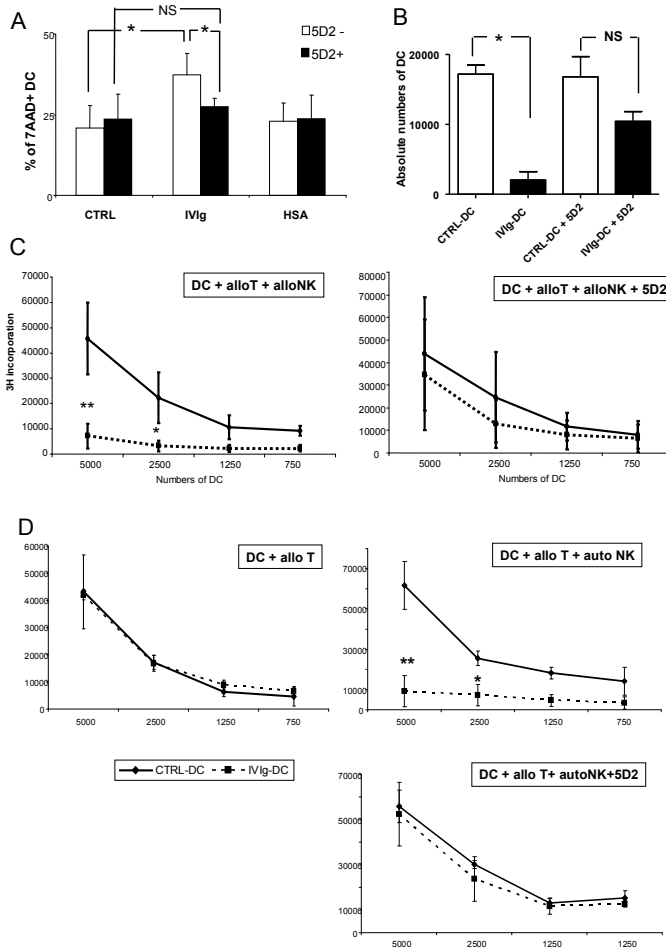 A
% of 7AAD+ DC
50
25
0
*
NS
*
5D2 -
5D2+
CTRL
IVIg
HSA
B
Absolute numbers of DC
20000
10000
0
*
NS
CTRL-DC
IVIg-DC
CTRL-DC + 5D2
IVIg-DC + 5D2
C
DC + alloT + alloNK
3H incorporation
70000
60000
50000
40000
30000
20000
10000
0
**
*
5000
2500
1250
750
Numbers of DC
DC + alloT + alloNK + 5D2
80000
70000
60000
50000
40000
30000
20000
10000
0
5000
2500
1250
750
Numbers of DC
D
DC + allo T
60000
50000
40000
30000
20000
10000
0
5000
2500
1250
750
DC + allo T + auto NK
70000
50000
30000
10000
0
**
*
5000
2500
1250
750
CTRL-DC
IVIg-DC
DC + allo T+ autoNK+5D2
70000
50000
30000
10000
0
5000
2500
1250
750